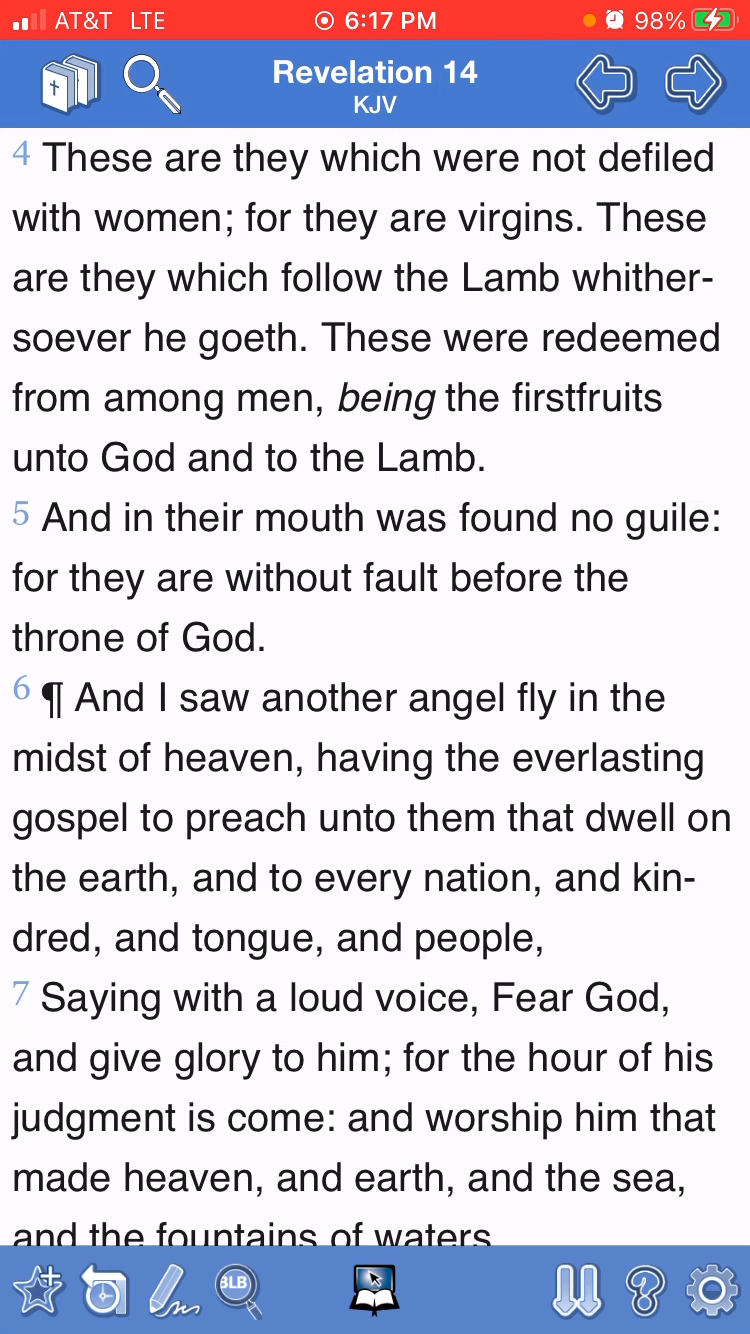 AT&T LTE 6:17 PM 98%
Revelation 14
KJV
4 These are they which were not defiled
with women; for they are virgins. These
are they which follow the Lamb whither-
soever he goeth. These were redeemed
from among men, being the firstfruits
unto God and to the Lamb.
5 And in their mouth was found no guile:
for they are without fault before the
throne of God.
6 ¶ And I saw another angel fly in the
midst of heaven, having the everlasting
gospel to preach unto them that dwell on
the earth, and to every nation, and kin-
dred, and tongue, and people,
7 Saying with a loud voice, Fear God,
and give glory to him; for the hour of his
judgment is come: and worship him that
made heaven, and earth, and the sea,
and the fountains of waters
BLB